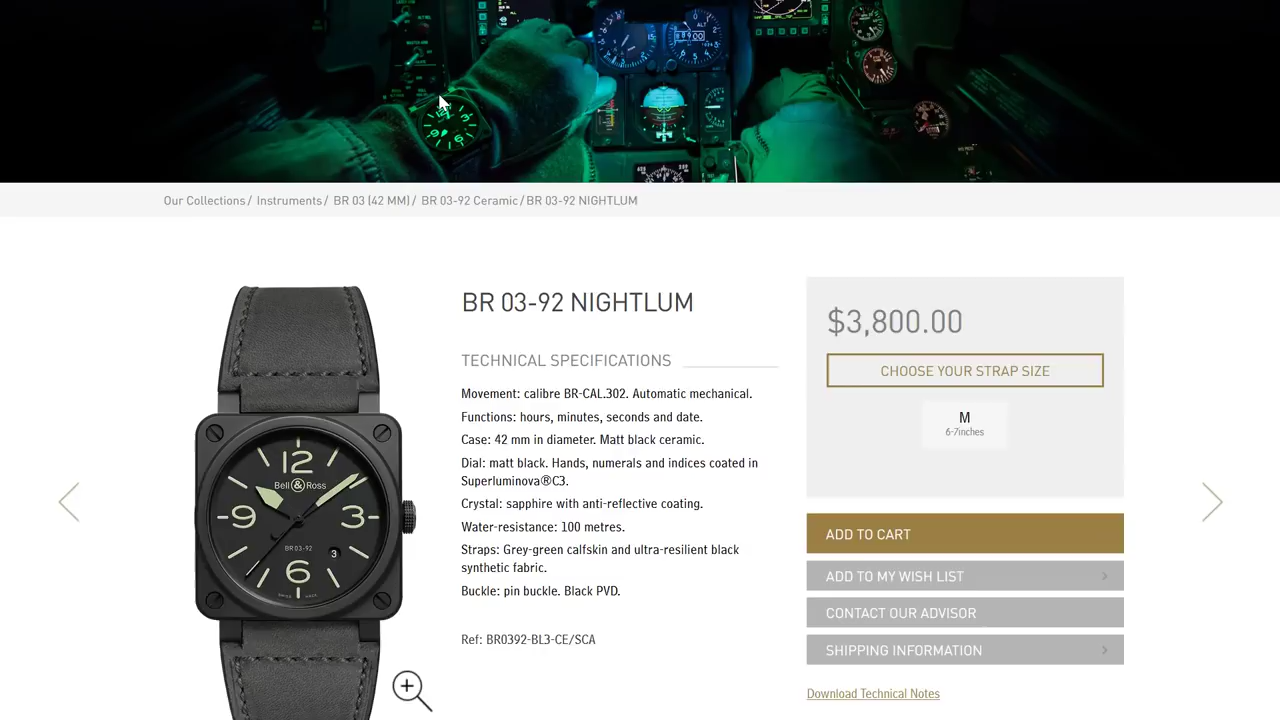 Our Collections / Instruments / BR 03 (42 MM) / BR 03-92 Ceramic / BR 03-92 NIGHTLUM
BR 03-92 NIGHTLUM
TECHNICAL SPECIFICATIONS
Movement: calibre BR-CAL.302. Automatic mechanical.
Functions: hours, minutes, seconds and date.
Case: 42 mm in diameter. Matt black ceramic.
Dial: matt black. Hands, numerals and indices coated in
Superluminova®C3.
Crystal: sapphire with anti-reflective coating.
Water-resistance: 100 metres.
Straps: Grey-green calfskin and ultra-resilient black
synthetic fabric.
Buckle: pin buckle. Black PVD.
Ref: BR0392-BL3-CE/SCA
$3,800.00
CHOOSE YOUR STRAP SIZE
M
6-7inches
ADD TO CART
ADD TO MY WISH LIST
CONTACT OUR ADVISOR
SHIPPING INFORMATION
Download Technical Notes
12
Bell & Ross
9
3
BR 03-92
3
6